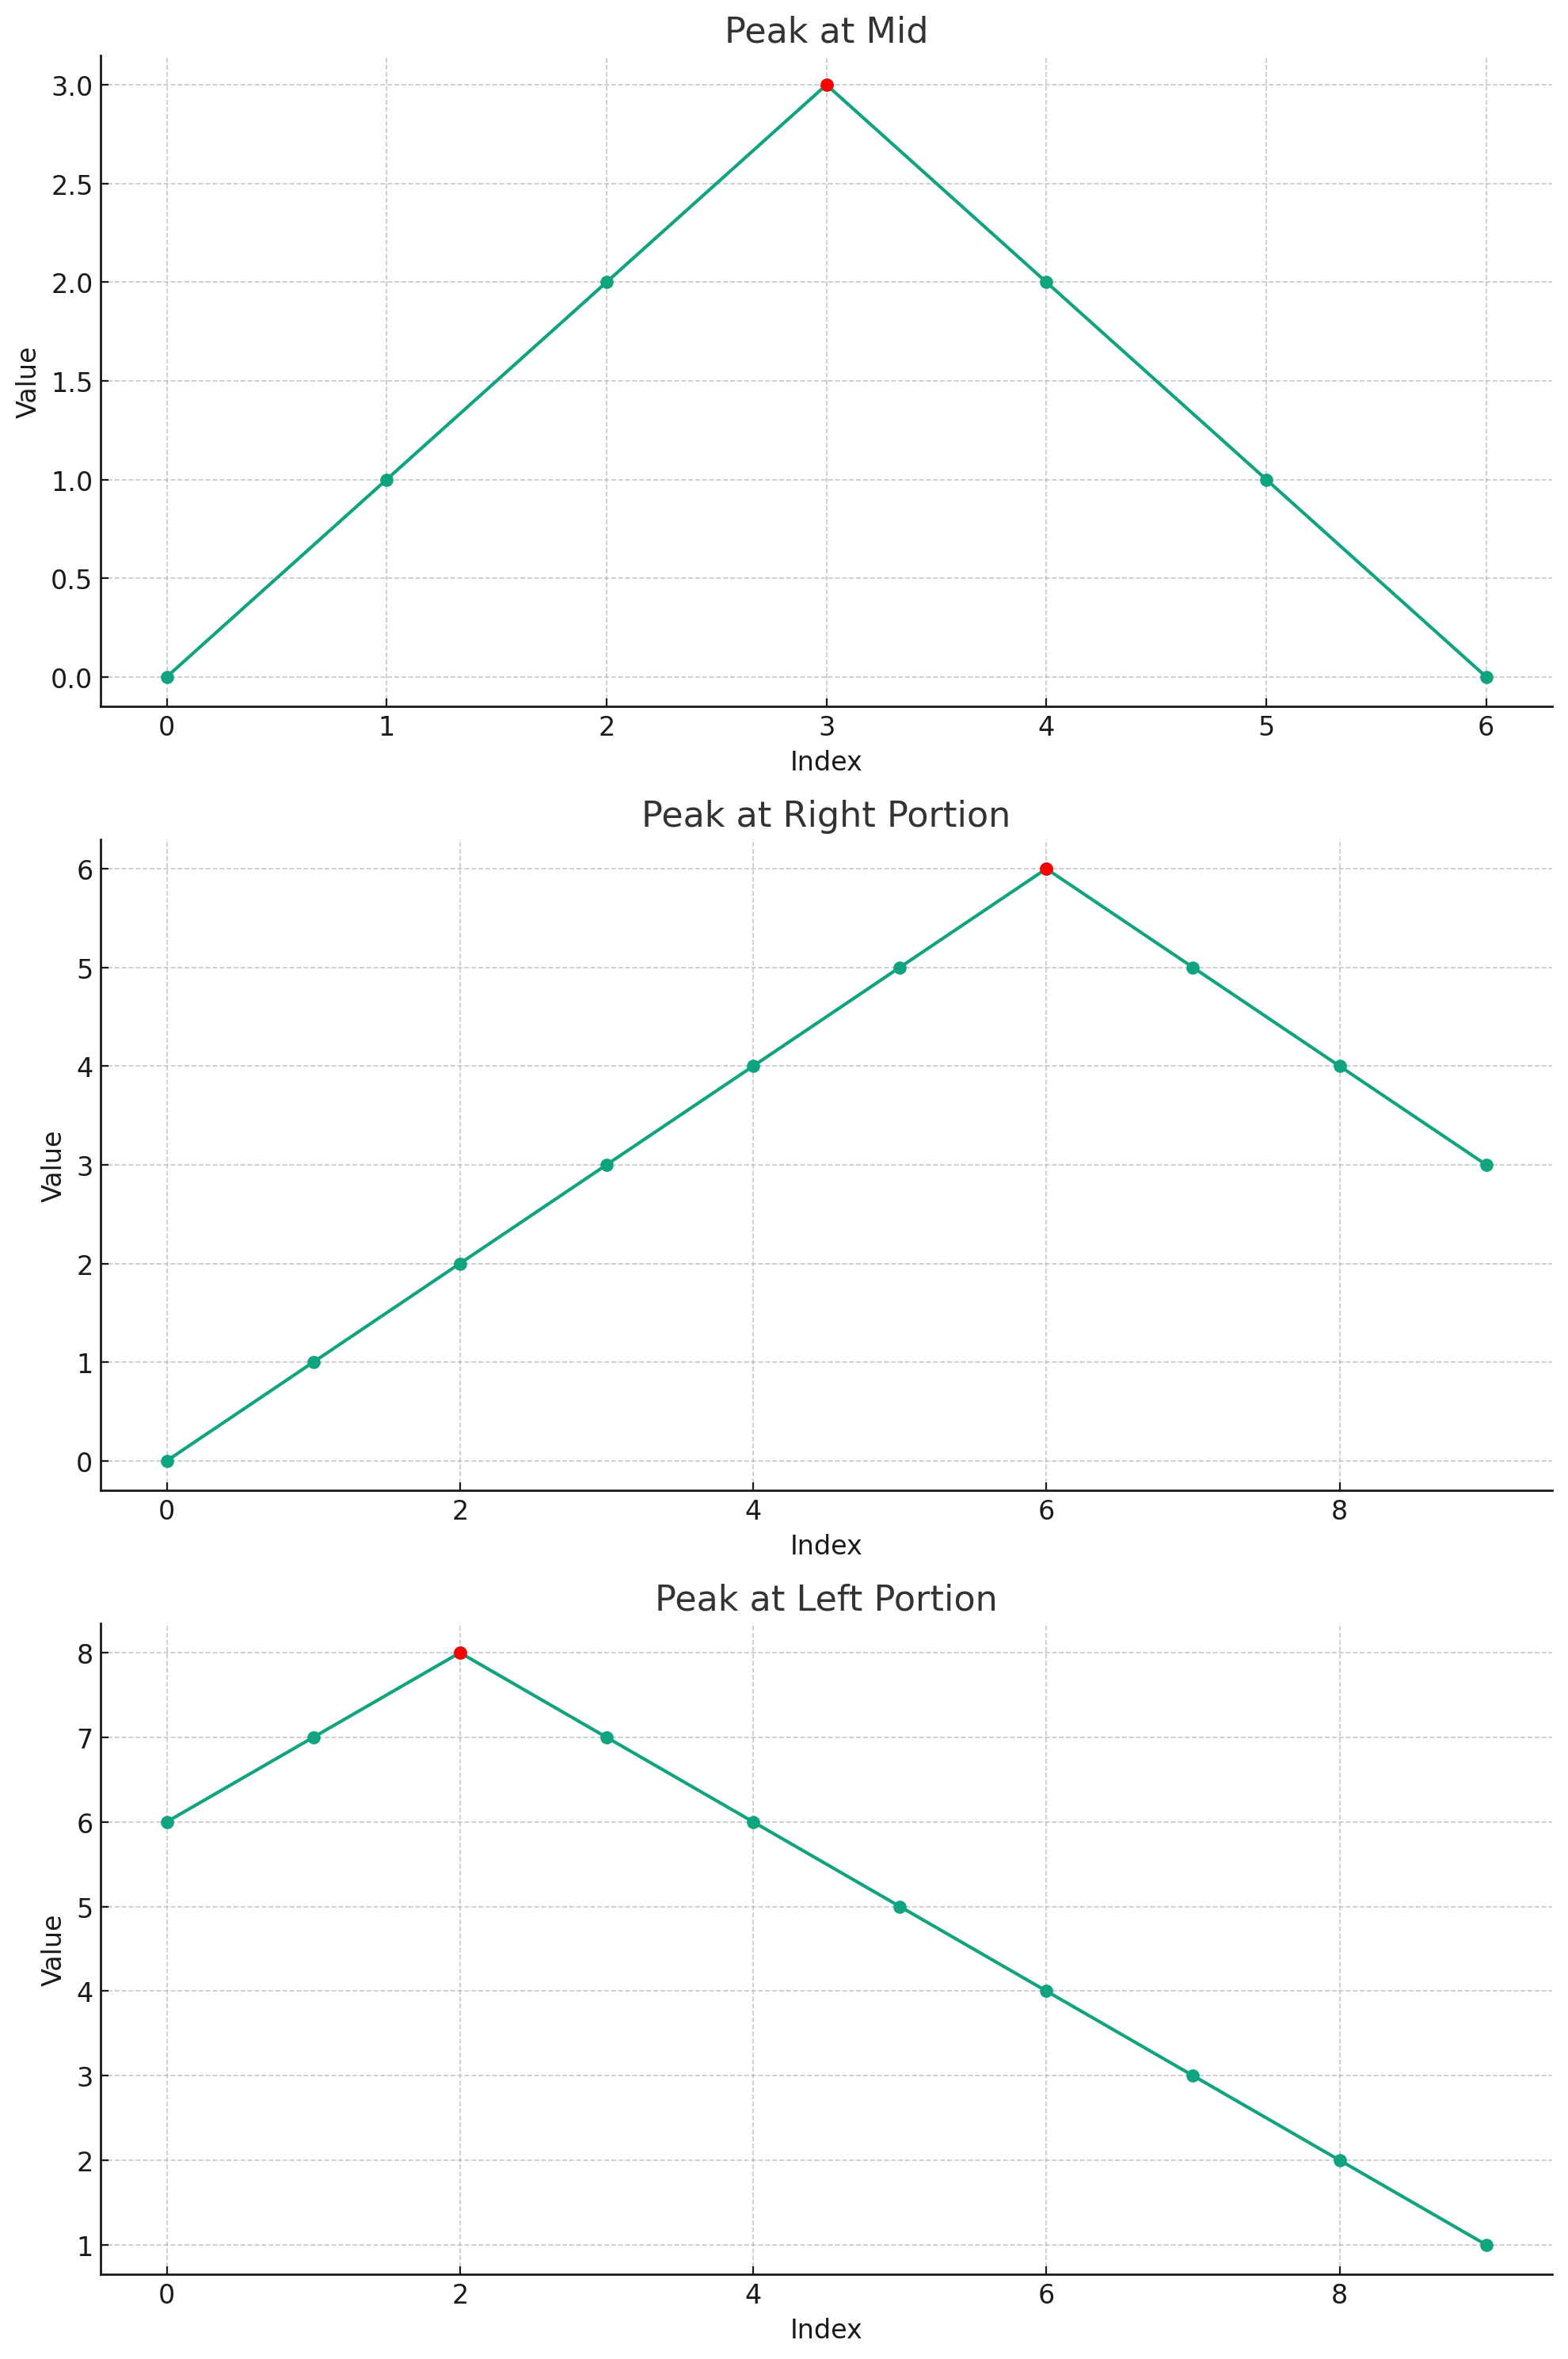 Peak at Mid
3.0
2.5
2.0
1.5
1.0
0.5
0.0
Value
0 1 2 3 4 5 6
Index
Peak at Right Portion
6
5
4
3
2
1
0
Value
0 2 4 6 8
Index
Peak at Left Portion
8
7
6
5
4
3
2
1
Value
0 2 4 6 8
Index